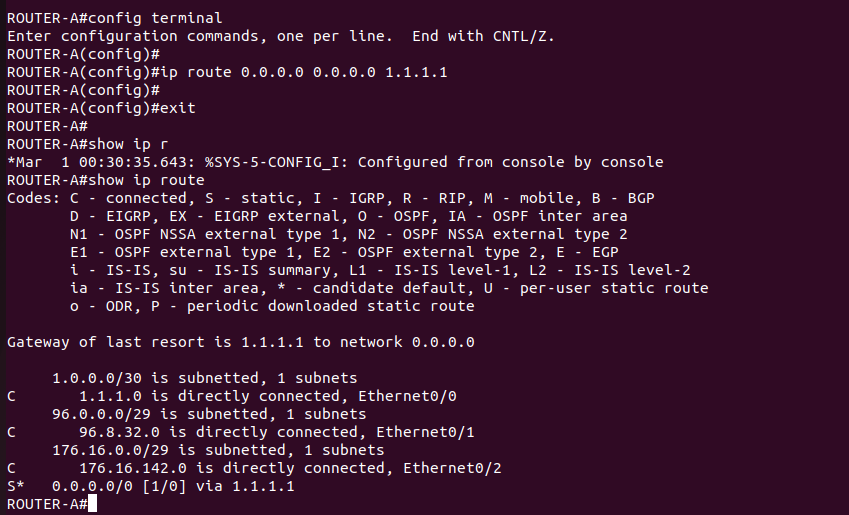 ROUTER-A#config terminal
Enter configuration commands, one per line.  End with CNTL/Z.
ROUTER-A(config)#
ROUTER-A(config)#ip route 0.0.0.0 0.0.0.0 1.1.1.1
ROUTER-A(config)#
ROUTER-A(config)#exit
ROUTER-A#
ROUTER-A#show ip r
*Mar  1 00:30:35.643: %SYS-5-CONFIG_I: Configured from console by console
ROUTER-A#show ip route
Codes: C - connected, S - static, I - IGRP, R - RIP, M - mobile, B - BGP
       D - EIGRP, EX - EIGRP external, O - OSPF, IA - OSPF inter area
       N1 - OSPF NSSA external type 1, N2 - OSPF NSSA external type 2
       E1 - OSPF external type 1, E2 - OSPF external type 2, E - EGP
       i - IS-IS, su - IS-IS summary, L1 - IS-IS level-1, L2 - IS-IS level-2
       ia - IS-IS inter area, * - candidate default, U - per-user static route
       o - ODR, P - periodic downloaded static route
Gateway of last resort is 1.1.1.1 to network 0.0.0.0
     1.0.0.0/30 is subnetted, 1 subnets
C       1.1.1.0 is directly connected, Ethernet0/0
     96.0.0.0/29 is subnetted, 1 subnets
C       96.8.32.0 is directly connected, Ethernet0/1
     176.16.0.0/29 is subnetted, 1 subnets
C       176.16.142.0 is directly connected, Ethernet0/2
S*   0.0.0.0/0 [1/0] via 1.1.1.1
ROUTER-A#